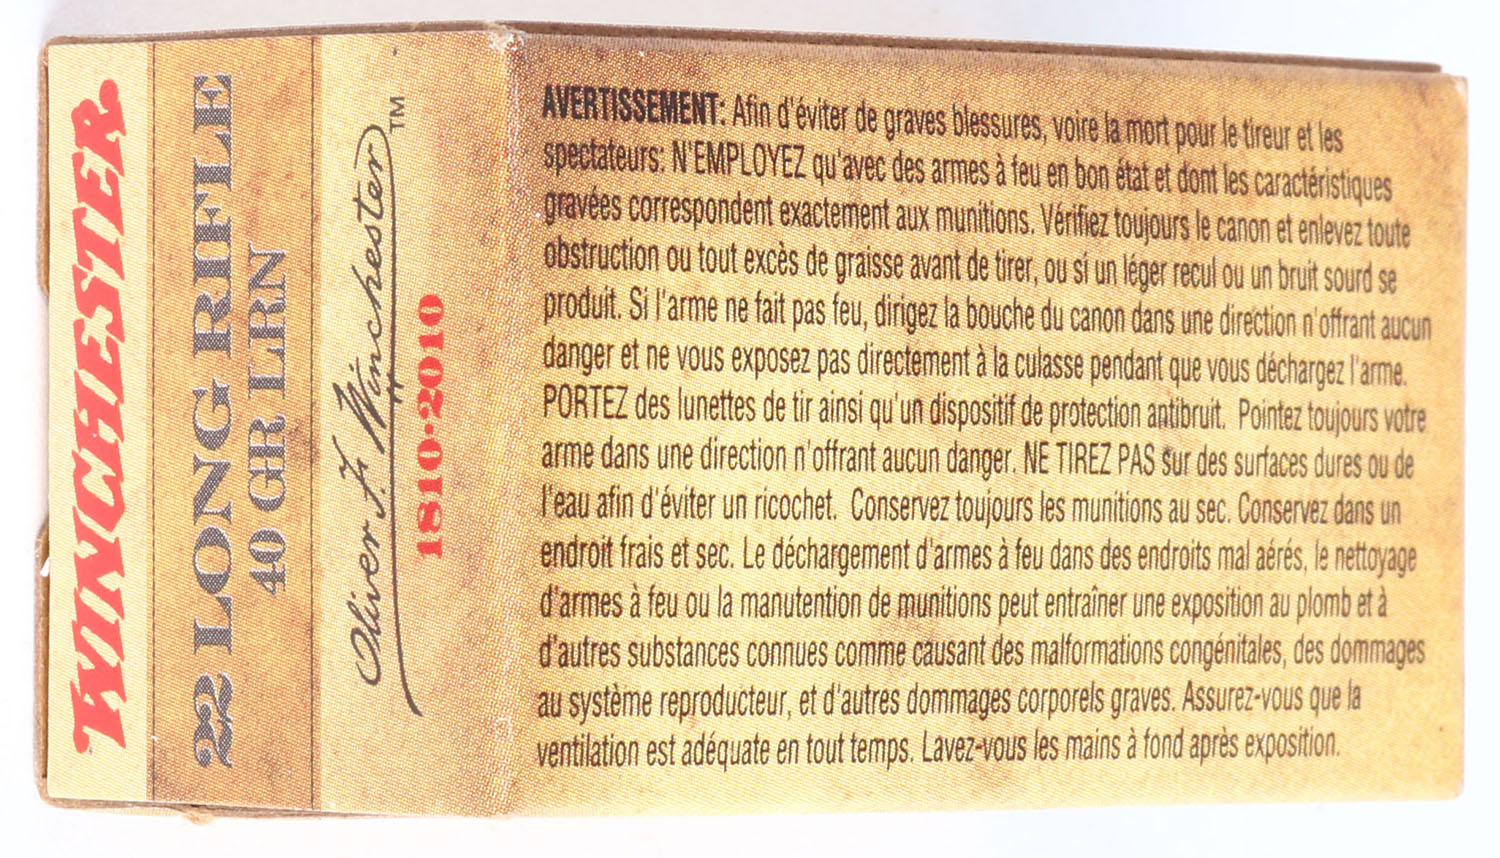 WINCHESTER
22 LONG RIFLE
40 GR LRN
Oliver F. Winchester TM
1810-2010
AVERTISSEMENT: Afin d'éviter de graves blessures, voire la mort pour le tireur et les
spectateurs: N'EMPLOYEZ qu'avec des armes à feu en bon état et dont les caractéristiques
gravées correspondent exactement aux munitions. Vérifiez toujours le canon et enlevez toute
obstruction ou tout excès de graisse avant de tirer, ou si un léger recul ou un bruit sourd se
produit. Si l'arme ne fait pas feu, dirigez la bouche du canon dans une direction n'offrant aucun
danger et ne vous exposez pas directement à la culasse pendant que vous déchargez l'arme.
PORTEZ des lunettes de tir ainsi qu'un dispositif de protection antibruit. Pointez toujours votre
arme dans une direction n'offrant aucun danger. NE TIREZ PAS sur des surfaces dures ou de
l'eau afin d'éviter un ricochet. Conservez toujours les munitions au sec. Conservez dans un
endroit frais et sec. Le déchargement d'armes à feu dans des endroits mal aérés, le nettoyage
d'armes à feu ou la manutention de munitions peut entraîner une exposition au plomb et à
d'autres substances connues comme causant des malformations congénitales, des dommages
au système reproducteur, et d'autres dommages corporels graves. Assurez-vous que la
ventilation est adéquate en tout temps. Lavez-vous les mains à fond après exposition.